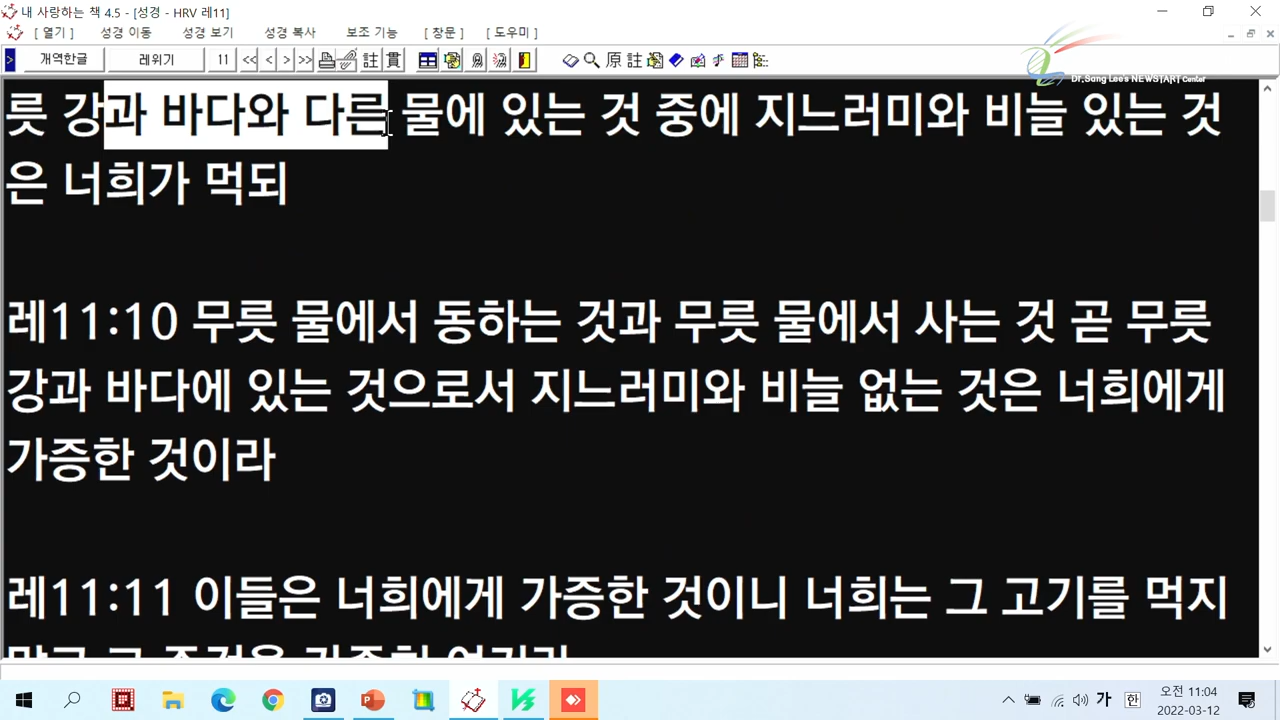 내 사랑하는 책 4.5 - [성경 - HRV 레11]
[ 열기 ] 성경 이동 성경 보기 성경 복사 보조 기능 [ 창문 ] [ 도우미 ]
개역한글 레위기 11 << < > >> 註 貫 原 註
Dr.Sang Lee's NEWSTART Center
릇 강과 바다와 다른 물에 있는 것 중에 지느러미와 비늘 있는 것
은 너희가 먹되
레11:10 무릇 물에서 동하는 것과 무릇 물에서 사는 것 곧 무릇
강과 바다에 있는 것으로서 지느러미와 비늘 없는 것은 너희에게
가증한 것이라
레11:11 이들은 너희에게 가증한 것이니 너희는 그 고기를 먹지
가 한 오전 11:04
2022-03-12